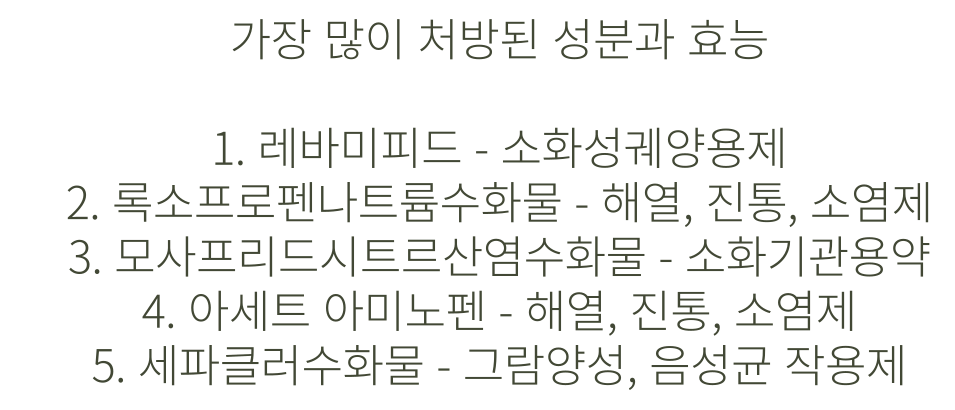 가장 많이 처방된 성분과 효능
1. 레바미피드 - 소화성궤양용제
2. 록소프로펜나트륨수화물 - 해열, 진통, 소염제
3. 모사프리드시트르산염수화물 - 소화기관용약
4. 아세트 아미노펜 - 해열, 진통, 소염제
5. 세파클러수화물 - 그람양성, 음성균 작용제